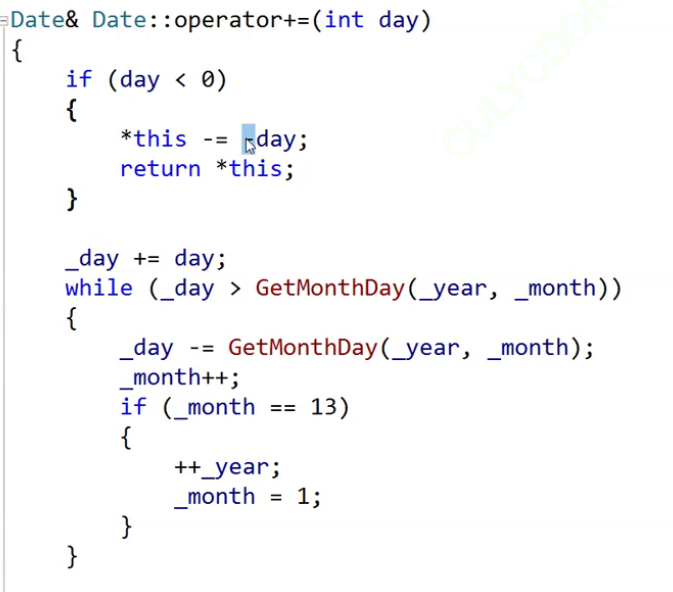 Date& Date::operator+=(int day)
{
if (day < 0)
{
*this -= -day;
return *this;
}
_day += day;
while (_day > GetMonthDay(_year, _month))
{
_day -= GetMonthDay(_year, _month);
_month++;
if (_month == 13)
{
++_year;
_month = 1;
}
}